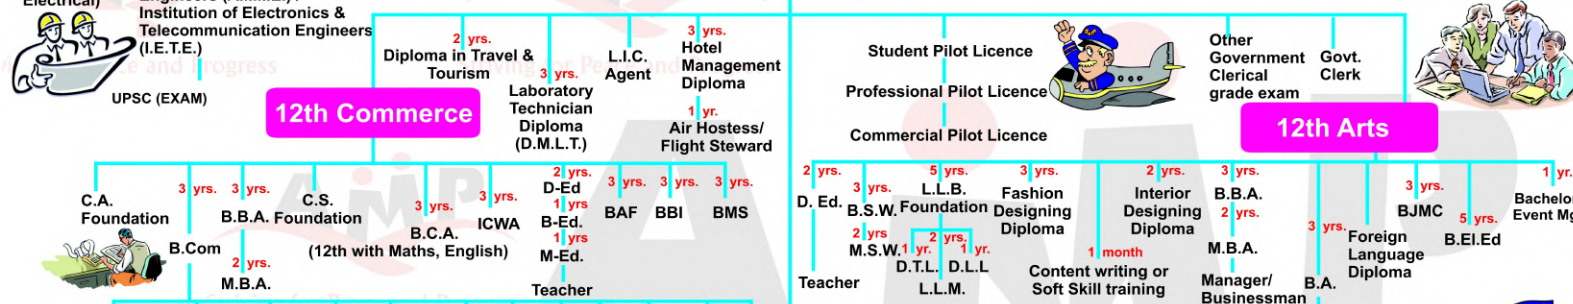 Electrical)
Institution of Electronics &
Telecommunication Engineers
(I.E.T.E.)
UPSC (EXAM)
2 yrs.
Diploma in Travel &
Tourism
3 yrs.
Laboratory
Technician
Diploma
(D.M.L.T.)
L.I.C.
Agent
3 yrs.
Hotel
Management
Diploma
1 yr.
Air Hostess/
Flight Steward
Student Pilot Licence
Professional Pilot Licence
Commercial Pilot Licence
Other
Government
Clerical
grade exam
Govt.
Clerk
12th Commerce
C.A.
Foundation
3 yrs.
B.Com
3 yrs.
B.B.A.
2 yrs.
M.B.A.
C.S.
Foundation
3 yrs.
B.C.A.
(12th with Maths, English)
3 yrs.
ICWA
2 yrs.
D-Ed
1 yrs
B-Ed.
1 yrs
M-Ed.
Teacher
3 yrs.
BAF
3 yrs.
BBI
3 yrs.
BMS
12th Arts
2 yrs.
D. Ed.
Teacher
3 yrs.
B.S.W.
2 yrs
M.S.W.
5 yrs.
L.L.B.
Foundation
2 yrs.
1 yr.
D.T.L.
1 yr.
D.L.L
L.L.M.
3 yrs.
Fashion
Designing
Diploma
1 month
Content writing or
Soft Skill training
2 yrs.
Interior
Designing
Diploma
3 yrs.
B.B.A.
2 yrs.
M.B.A.
Manager/
Businessman
3 yrs.
B.A.
Foreign
Language
Diploma
3 yrs.
BJMC
5 yrs.
B.El.Ed
1 yr.
Event
AMP